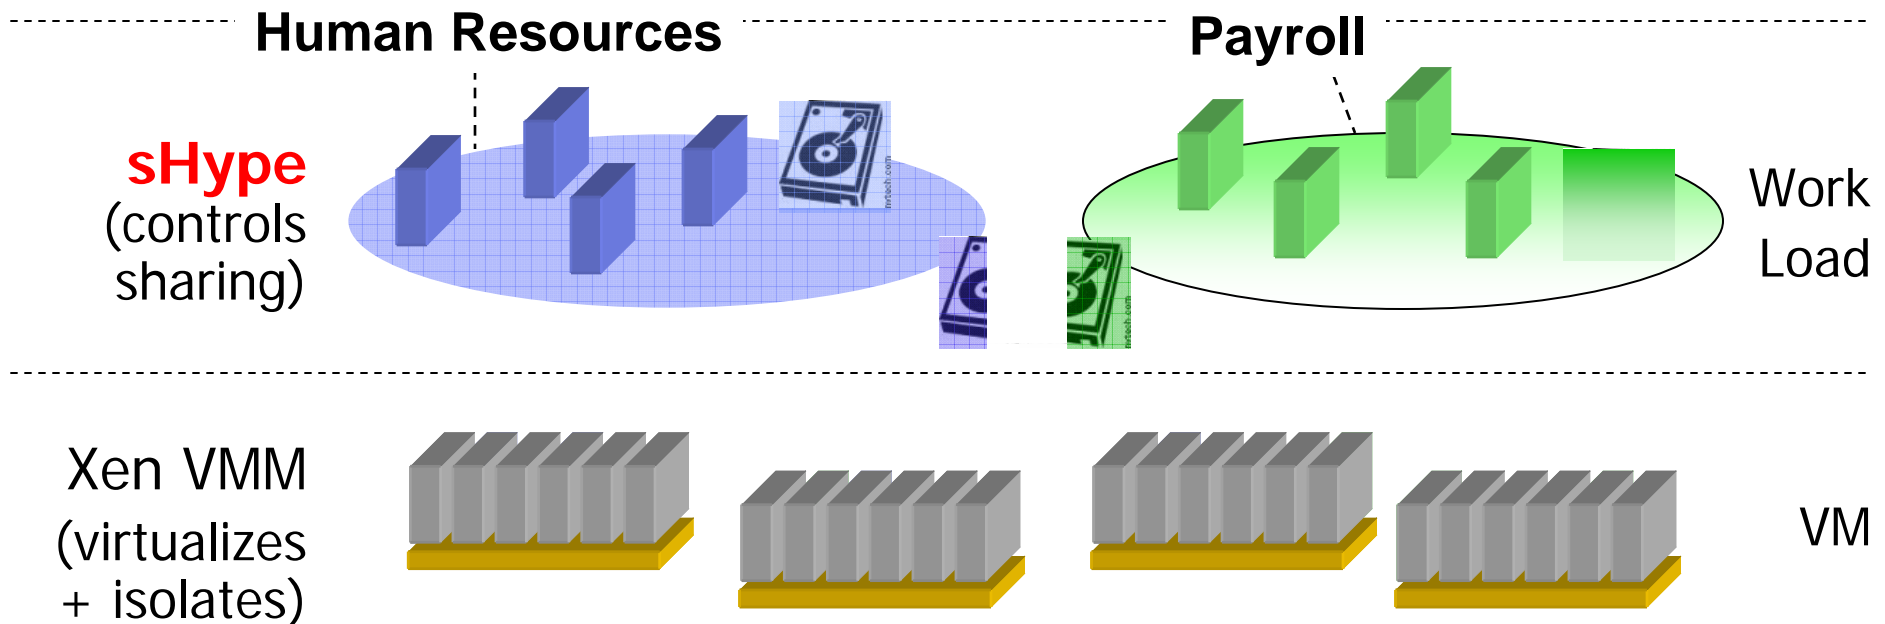 Human Resources
Payroll
sHype
(controls
sharing)
Work
Load
Xen VMM
(virtualizes
+ isolates)
VM